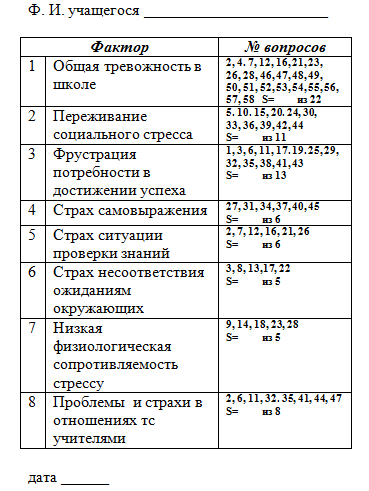 Ф. И. учащегося _______________________
Фактор № вопросов
1 Общая тревожность в школе 2, 4. 7, 12, 16, 21, 23,
26, 28, 46, 47, 48, 49,
50, 51, 52, 53, 54, 55, 56,
57, 58 S= из 22
2 Переживание социального стресса 5. 10. 15, 20. 24, 30,
33, 36, 39, 42, 44
S= из 11
3 Фрустрация потребности в достижении успеха 1, 3, 6, 11, 17. 19. 25, 29,
32, 35, 38, 41, 43
S= из 13
4 Страх самовыражения 27, 31, 34, 37, 40, 45
S= из 6
5 Страх ситуации проверки знаний 2, 7, 12, 16, 21, 26
S= из 6
6 Страх несоответствия ожиданиям окружающих 3, 8, 13, 17, 22
S= из 5
7 Низкая физиологическая сопротивляемость стрессу 9, 14, 18, 23, 28
S= из 5
8 Проблемы и страхи в отношениях тс учителями 2, 6, 11, 32. 35, 41, 44, 47
S= из 8
дата ______